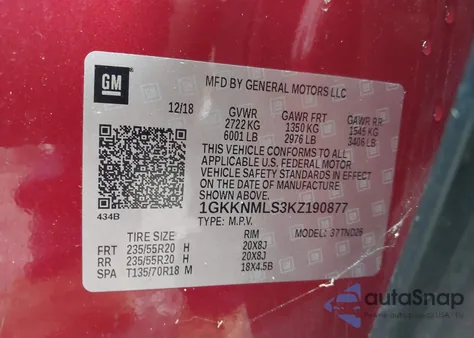 GM
MFD BY GENERAL MOTORS LLC
12/18 GVWR GAWR FRT GAWR RR
2722 KG 1350 KG 1545 KG
6001 LB 2976 LB 3406 LB
THIS VEHICLE CONFORMS TO ALL
APPLICABLE U.S. FEDERAL MOTOR
VEHICLE SAFETY STANDARDS IN EFFECT
ON THE DATE OF MANUFACTURE
SHOWN ABOVE.
1GKKNMLS3KZ190877
TYPE: M.P.V.
434B
MODEL: 37TND26
TIRE SIZE RIM
FRT 235/55R20 H 20X8J
RR 235/55R20 H 20X8J
SPA T135/70R18 M 18X4.5B
autoSnap